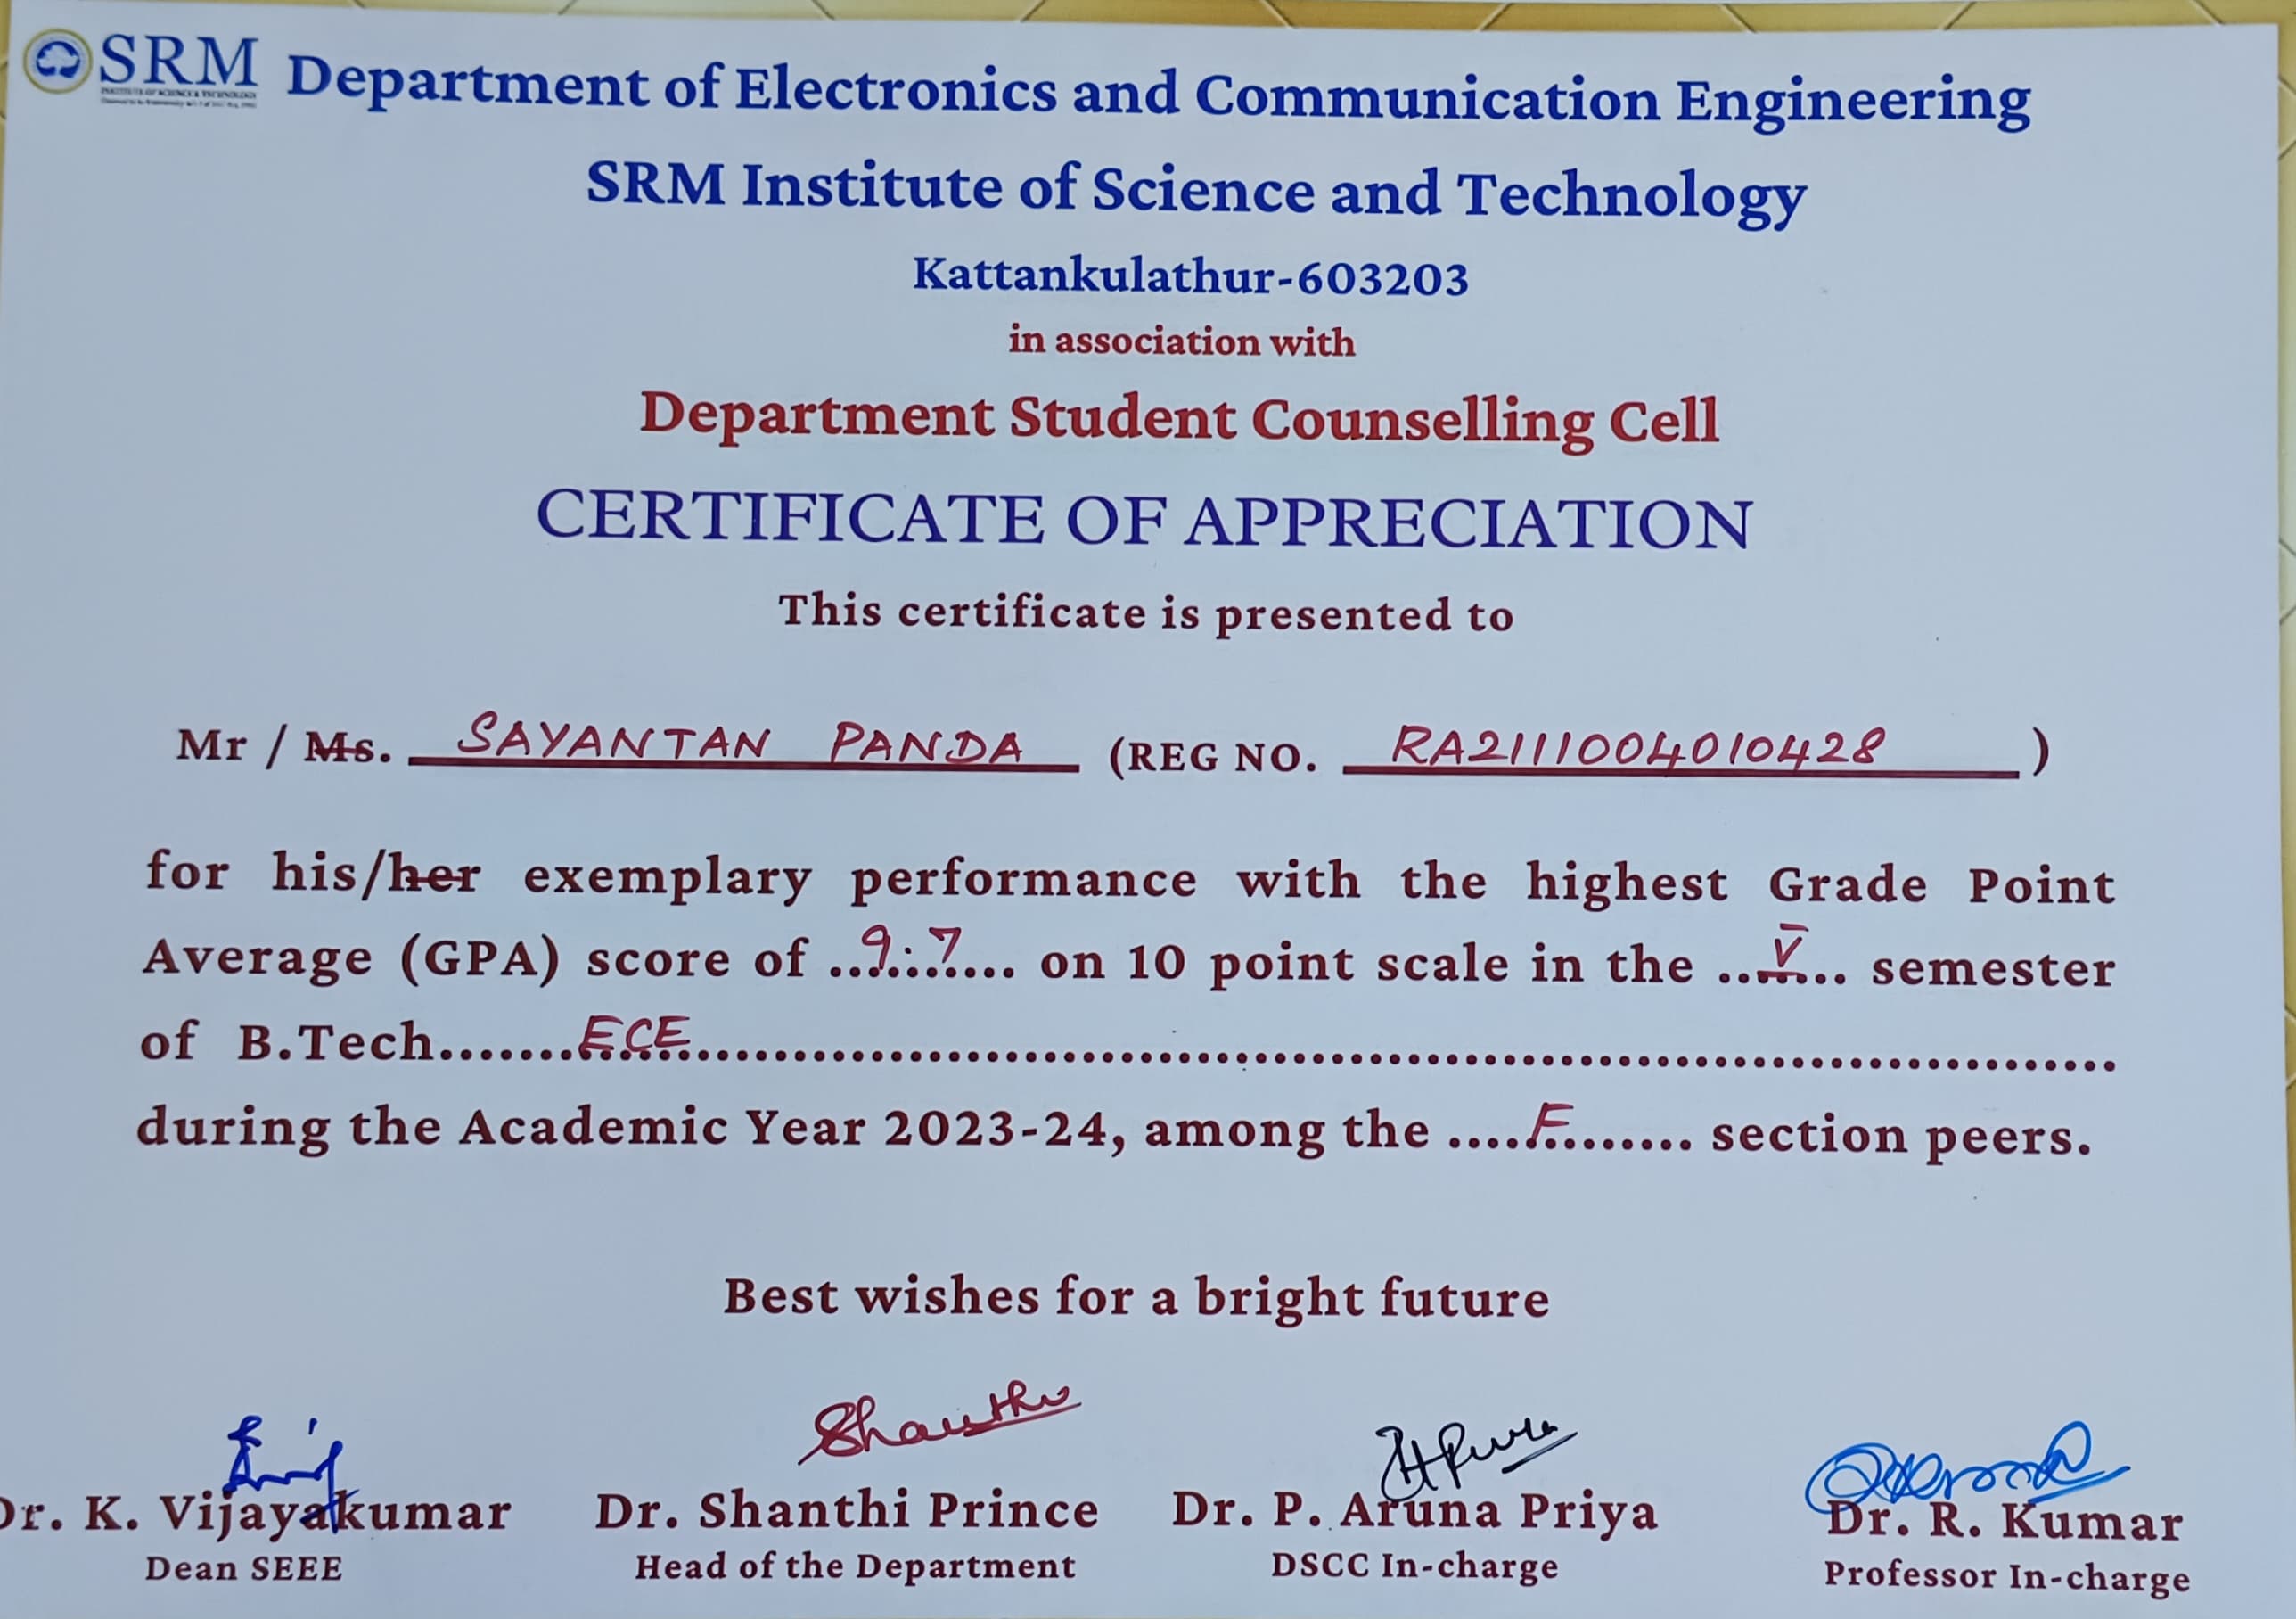 SRM Department of Electronics and Communication Engineering
INSTITUTE OF SCIENCE & TECHNOLOGY
SRM Institute of Science and Technology
Kattankulathur-603203
in association with
Department Student Counselling Cell
CERTIFICATE OF APPRECIATION
This certificate is presented to
Mr / Ms. SAYANTAN PANDA (REG NO. RA2111004010428 )
for his/her exemplary performance with the highest Grade Point
Average (GPA) score of ...9.7... on 10 point scale in the ...V... semester
of B.Tech.......ECE...............................................................
during the Academic Year 2023-24, among the ....F....... section peers.
Best wishes for a bright future
Shanthi
Dr. K. Vijayakumar Dr. Shanthi Prince Dr. P. Aruna Priya Dr. R. Kumar
Dean SEEE Head of the Department DSCC In-charge Professor In-charge